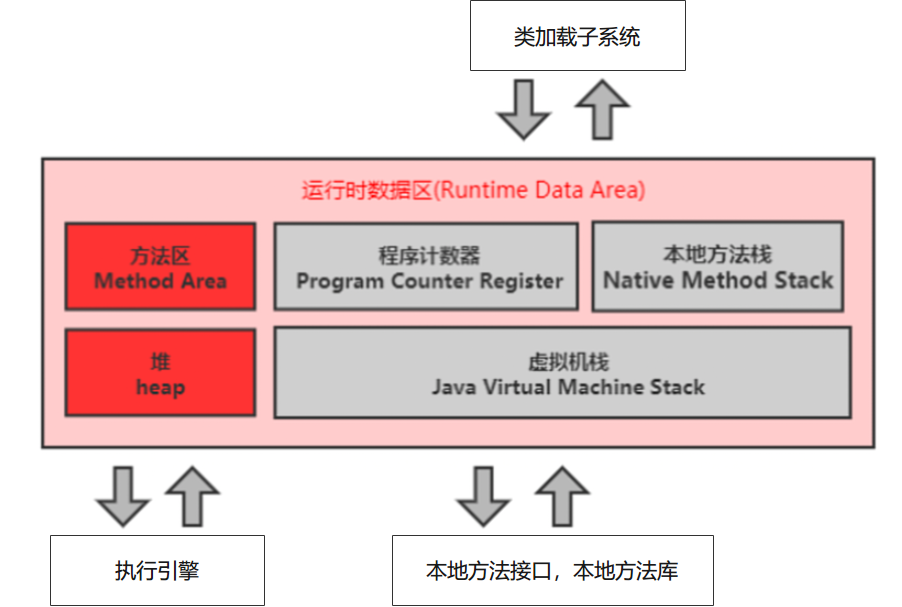 类加载子系统
运行时数据区(Runtime Data Area)
方法区
Method Area
程序计数器
Program Counter Register
本地方法栈
Native Method Stack
堆
heap
虚拟机栈
Java Virtual Machine Stack
执行引擎
本地方法接口，本地方法库